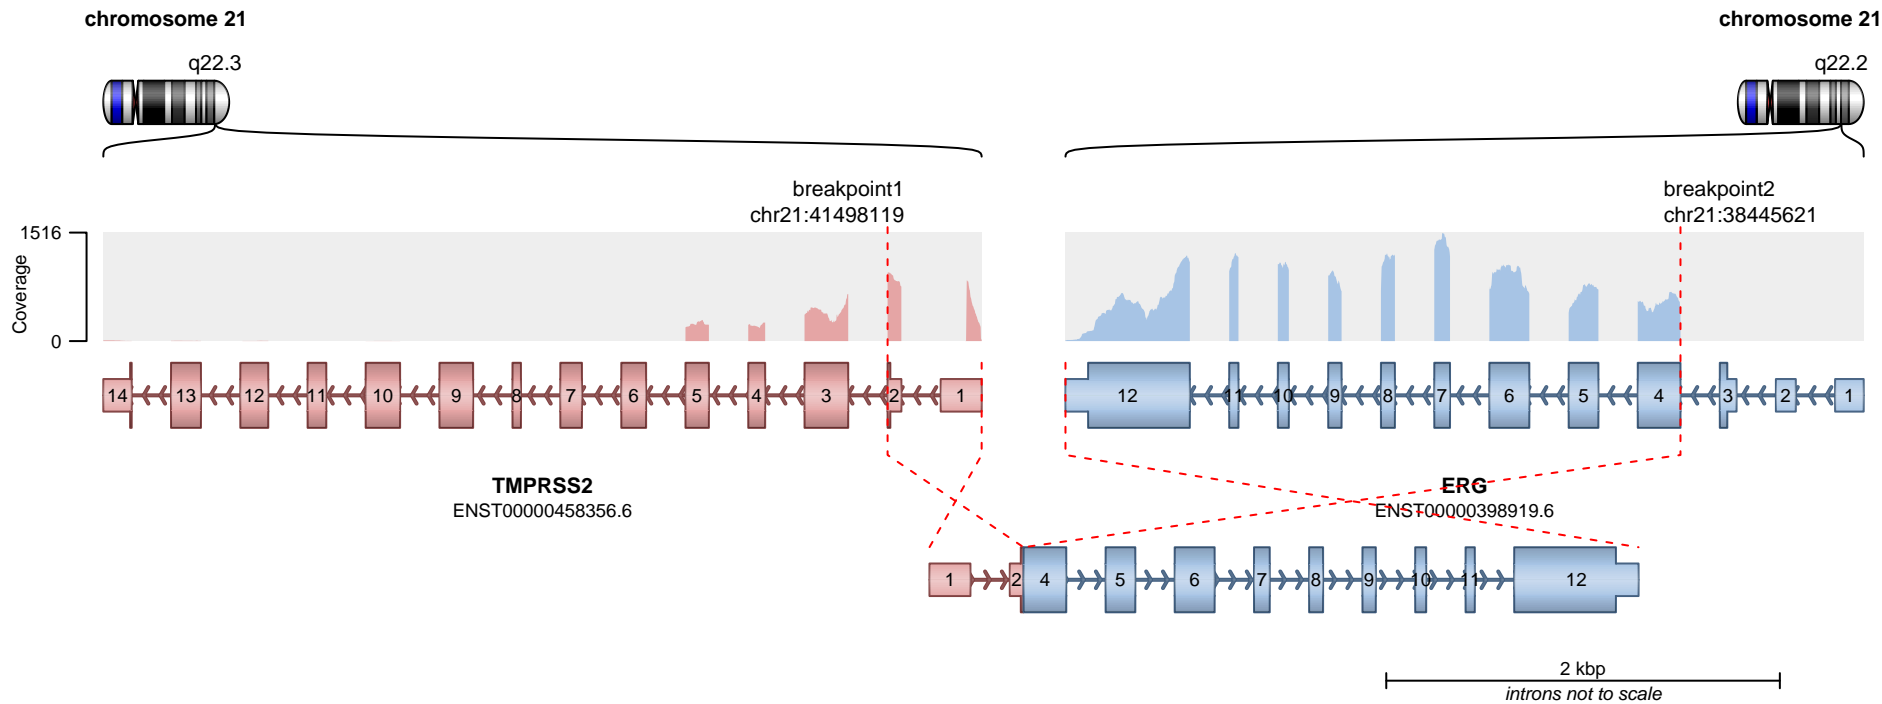 chromosome 21
chromosome 21
q22.3
q22.2
breakpoint1
chr21:41498119
breakpoint2
chr21:38445621
1516
Coverage
0
14 13 12 11 10 9 8 7 6 5 4 3 2 1
12 11 10 9 8 7 6 5 4 3 2 1
TMPRSS2
ENST00000458356.6
ERG
ENST00000398919.6
1 2 4 5 6 7 8 9 10 11 12
2 kbp
introns not to scale